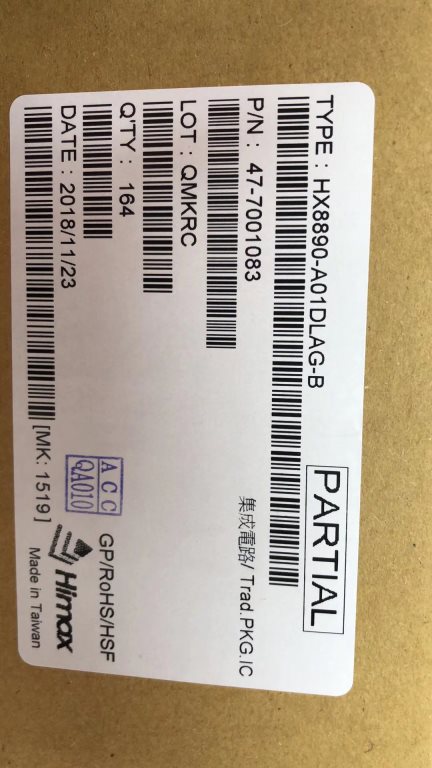 TYPE : HX8890-A01DLAG-B
PARTIAL
P/N : 47-7001083
集成電路/ Trad.PKG.IC
LOT : QMKRC
Q'TY : 164
DATE : 2018/11/23
[MK: 1519]
ACC
QA010
GP/RoHS/HSF
Himax
Made in Taiwan